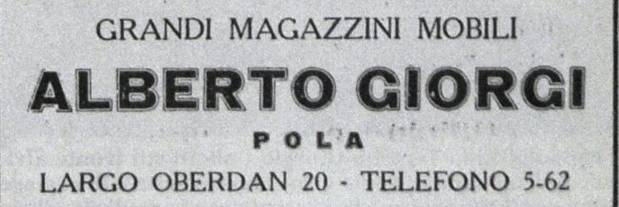 GRANDI MAGAZZINI MOBILI
ALBERTO GIORGI
POLA
LARGO OBERDAN 20 - TELEFONO 5-62